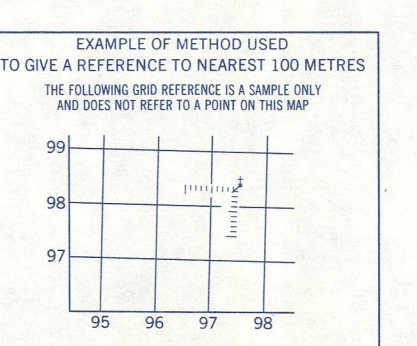 EXAMPLE OF METHOD USED
TO GIVE A REFERENCE TO NEAREST 100 METRES
THE FOLLOWING GRID REFERENCE IS A SAMPLE ONLY
AND DOES NOT REFER TO A POINT ON THIS MAP
99
98
97
95 96 97 98